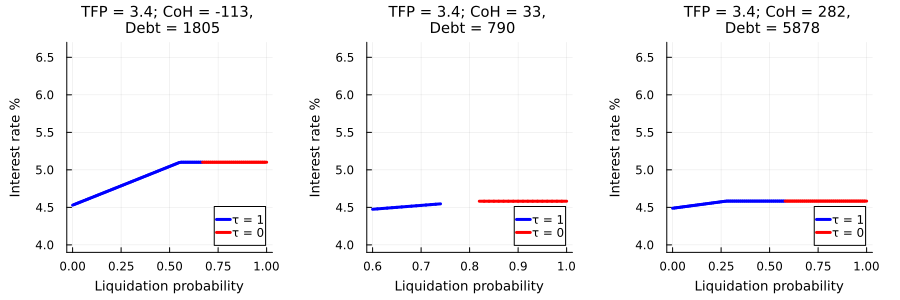 TFP = 3.4; CoH = -113,
Debt = 1805
Interest rate %
6.5
6.0
5.5
5.0
4.5
4.0
τ = 1
τ = 0
0.00 0.25 0.50 0.75 1.00
Liquidation probability
TFP = 3.4; CoH = 33,
Debt = 790
Interest rate %
6.5
6.0
5.5
5.0
4.5
4.0
τ = 1
τ = 0
0.6 0.7 0.8 0.9 1.0
Liquidation probability
TFP = 3.4; CoH = 282,
Debt = 5878
Interest rate %
6.5
6.0
5.5
5.0
4.5
4.0
τ = 1
τ = 0
0.00 0.25 0.50 0.75 1.00
Liquidation probability